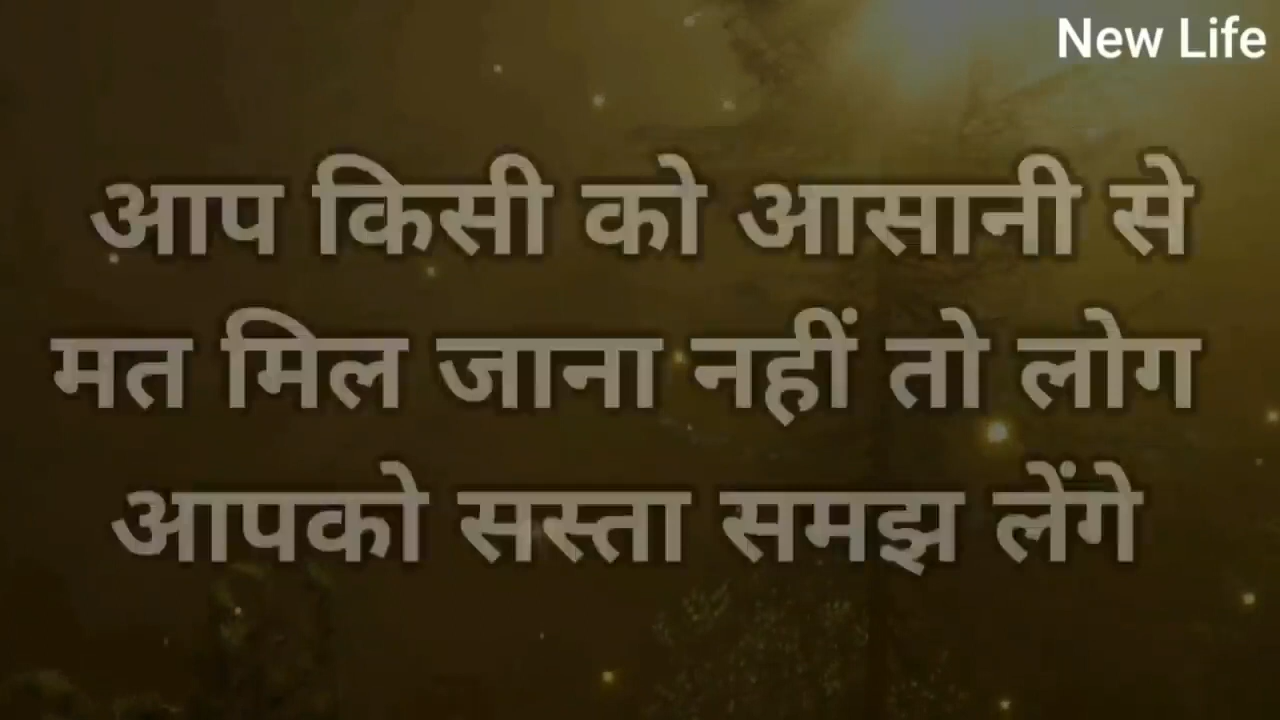 New Life
आप किसी को आसानी से
मत मिल जाना नहीं तो लोग
आपको सस्ता समझ लेंगे